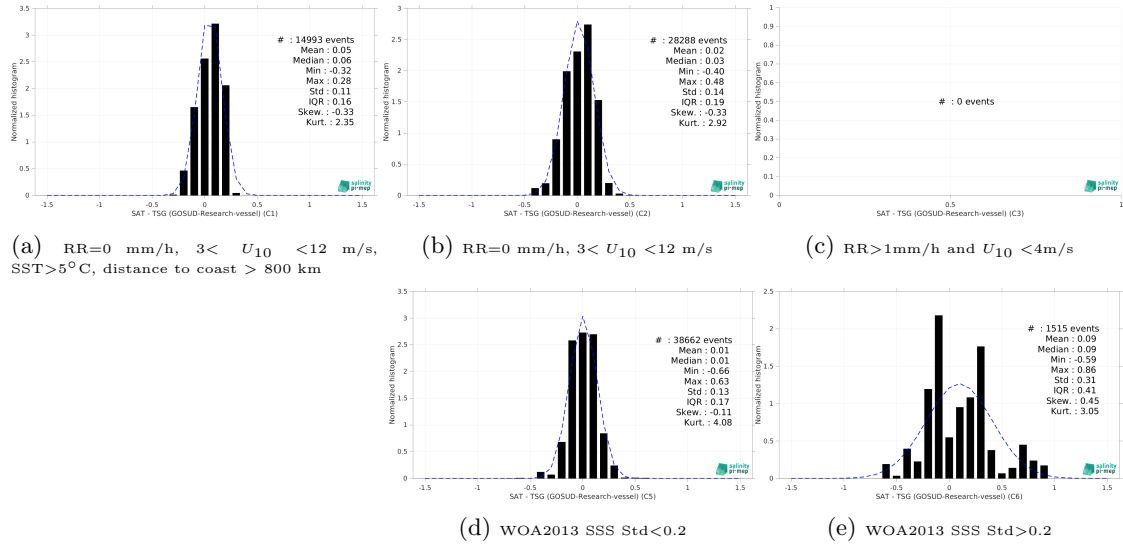 3.5
3
2.5
2
1.5
1
0.5
0
Normalized histogram
# : 14993 events
Mean : 0.05
Median : 0.06
Min : -0.32
Max : 0.28
Std : 0.11
IQR : 0.16
Skew. : -0.33
Kurt. : 2.35
salinity
pi-mep
-1.5 -1 -0.5 0 0.5 1 1.5
SAT - TSG (GOSUD-Research-vessel) (C1)
(a) RR=0 mm/h, 3< U10 <12 m/s,
SST>5°C, distance to coast > 800 km
3.5
3
2.5
2
1.5
1
0.5
0
Normalized histogram
# : 28288 events
Mean : 0.02
Median : 0.03
Min : -0.40
Max : 0.48
Std : 0.14
IQR : 0.19
Skew. : -0.33
Kurt. : 2.92
salinity
pi-mep
-1.5 -1 -0.5 0 0.5 1 1.5
SAT - TSG (GOSUD-Research-vessel) (C2)
(b) RR=0 mm/h, 3< U10 <12 m/s
1
0.9
0.8
0.7
0.6
0.5
0.4
0.3
0.2
0.1
0
Normalized histogram
# : 0 events
salinity
pi-mep
0 0.5 1
SAT - TSG (GOSUD-Research-vessel) (C3)
(c) RR>1mm/h and U10 <4m/s
3.5
3
2.5
2
1.5
1
0.5
0
Normalized histogram
# : 38662 events
Mean : 0.01
Median : 0.01
Min : -0.66
Max : 0.63
Std : 0.13
IQR : 0.17
Skew. : -0.11
Kurt. : 4.08
salinity
pi-mep
-1.5 -1 -0.5 0 0.5 1 1.5
SAT - TSG (GOSUD-Research-vessel) (C5)
(d) WOA2013 SSS Std<0.2
2.5
2
1.5
1
0.5
0
Normalized histogram
# : 1515 events
Mean : 0.09
Median : 0.09
Min : -0.59
Max : 0.86
Std : 0.31
IQR : 0.41
Skew. : 0.45
Kurt. : 3.05
salinity
pi-mep
-1.5 -1 -0.5 0 0.5 1 1.5
SAT - TSG (GOSUD-Research-vessel) (C6)
(e) WOA2013 SSS Std>0.2